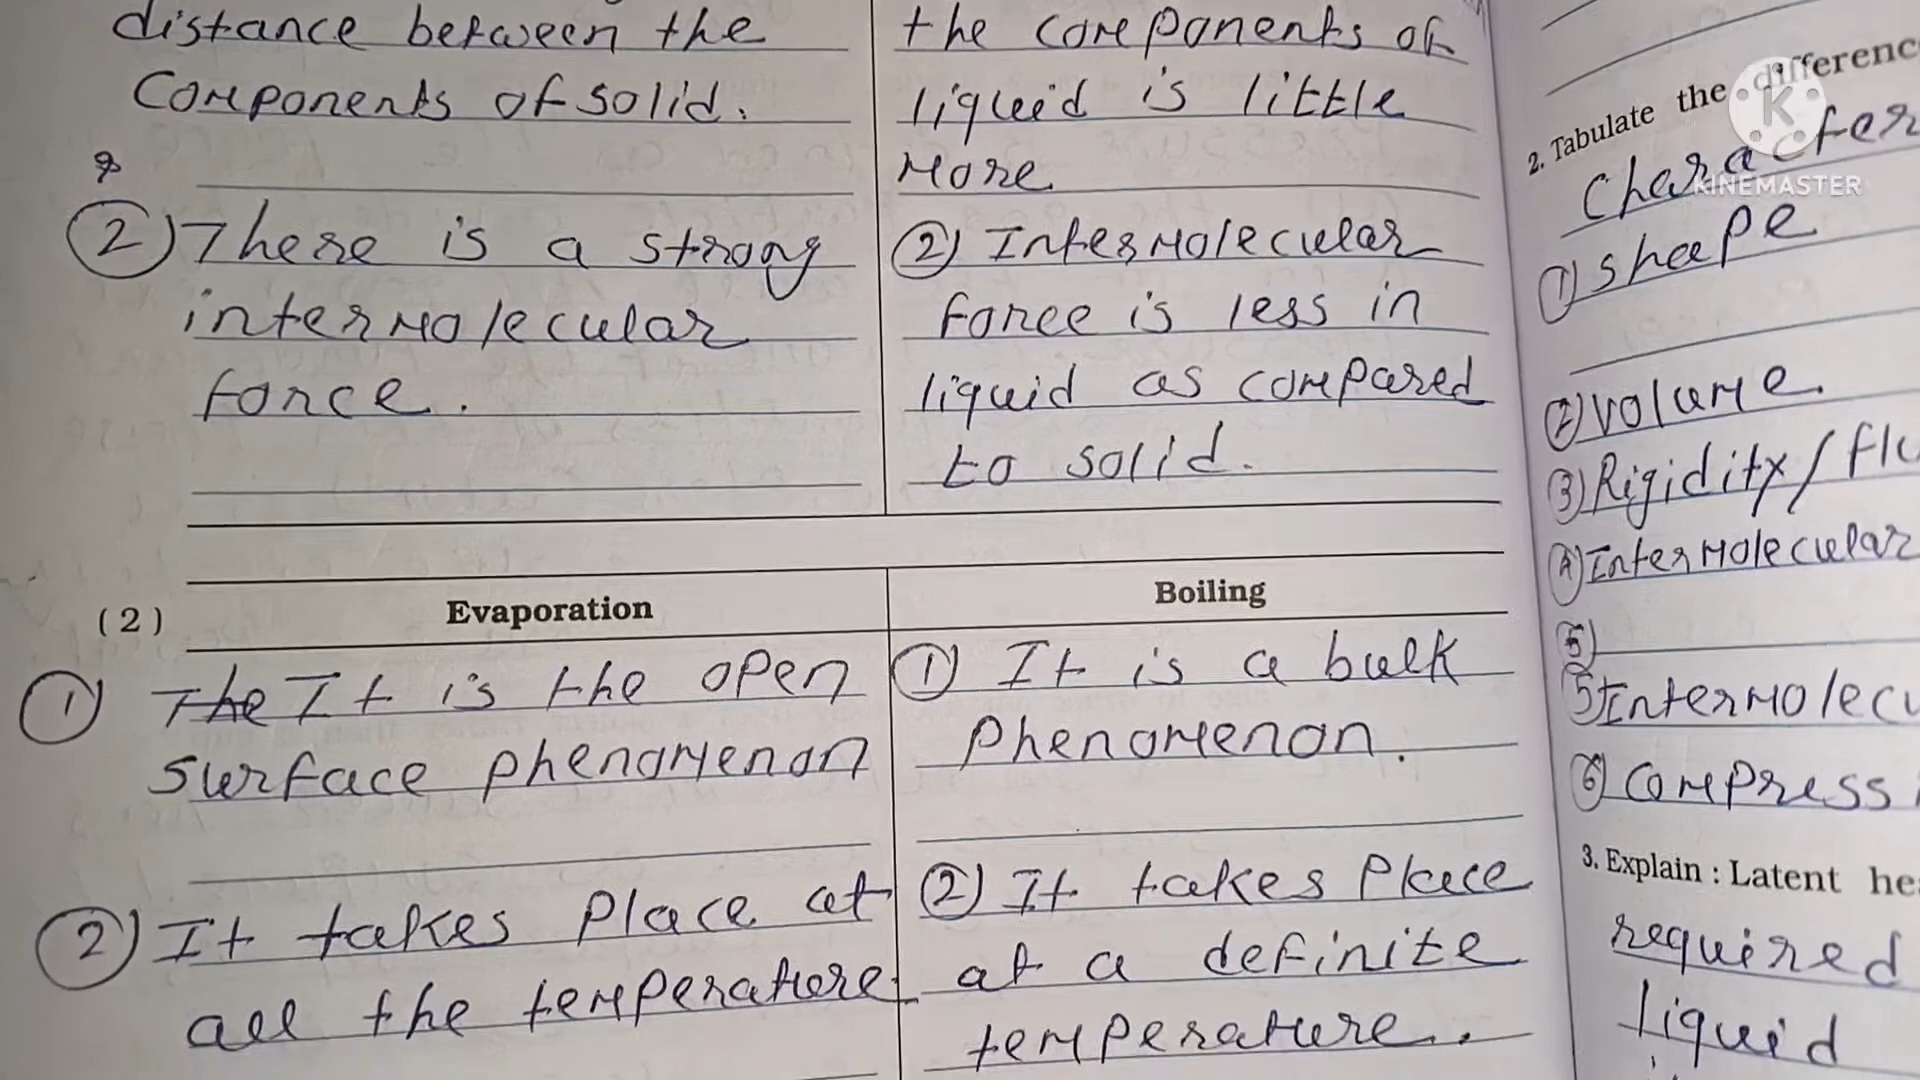 distance between the
Components of solid.
2) There is a strong
intermolecular
force.
the components of
liquid is little
more
2) Intermolecular
force is less in
liquid as compared
to solid.
(2) Evaporation
1) The It is the open
surface phenomenon
2) It takes place at
all the temperature.
Boiling
1) It is a bulk
phenomenon.
2) It takes place
at a definite
temperature..
2. Tabulate the difference
Character
1) shape
2) volume.
3) Rigidity/flu
4) Intermolecular
5)
5 Intermolecu
6) compress i
3. Explain : Latent hea
required
liquid
K
KINEMASTER